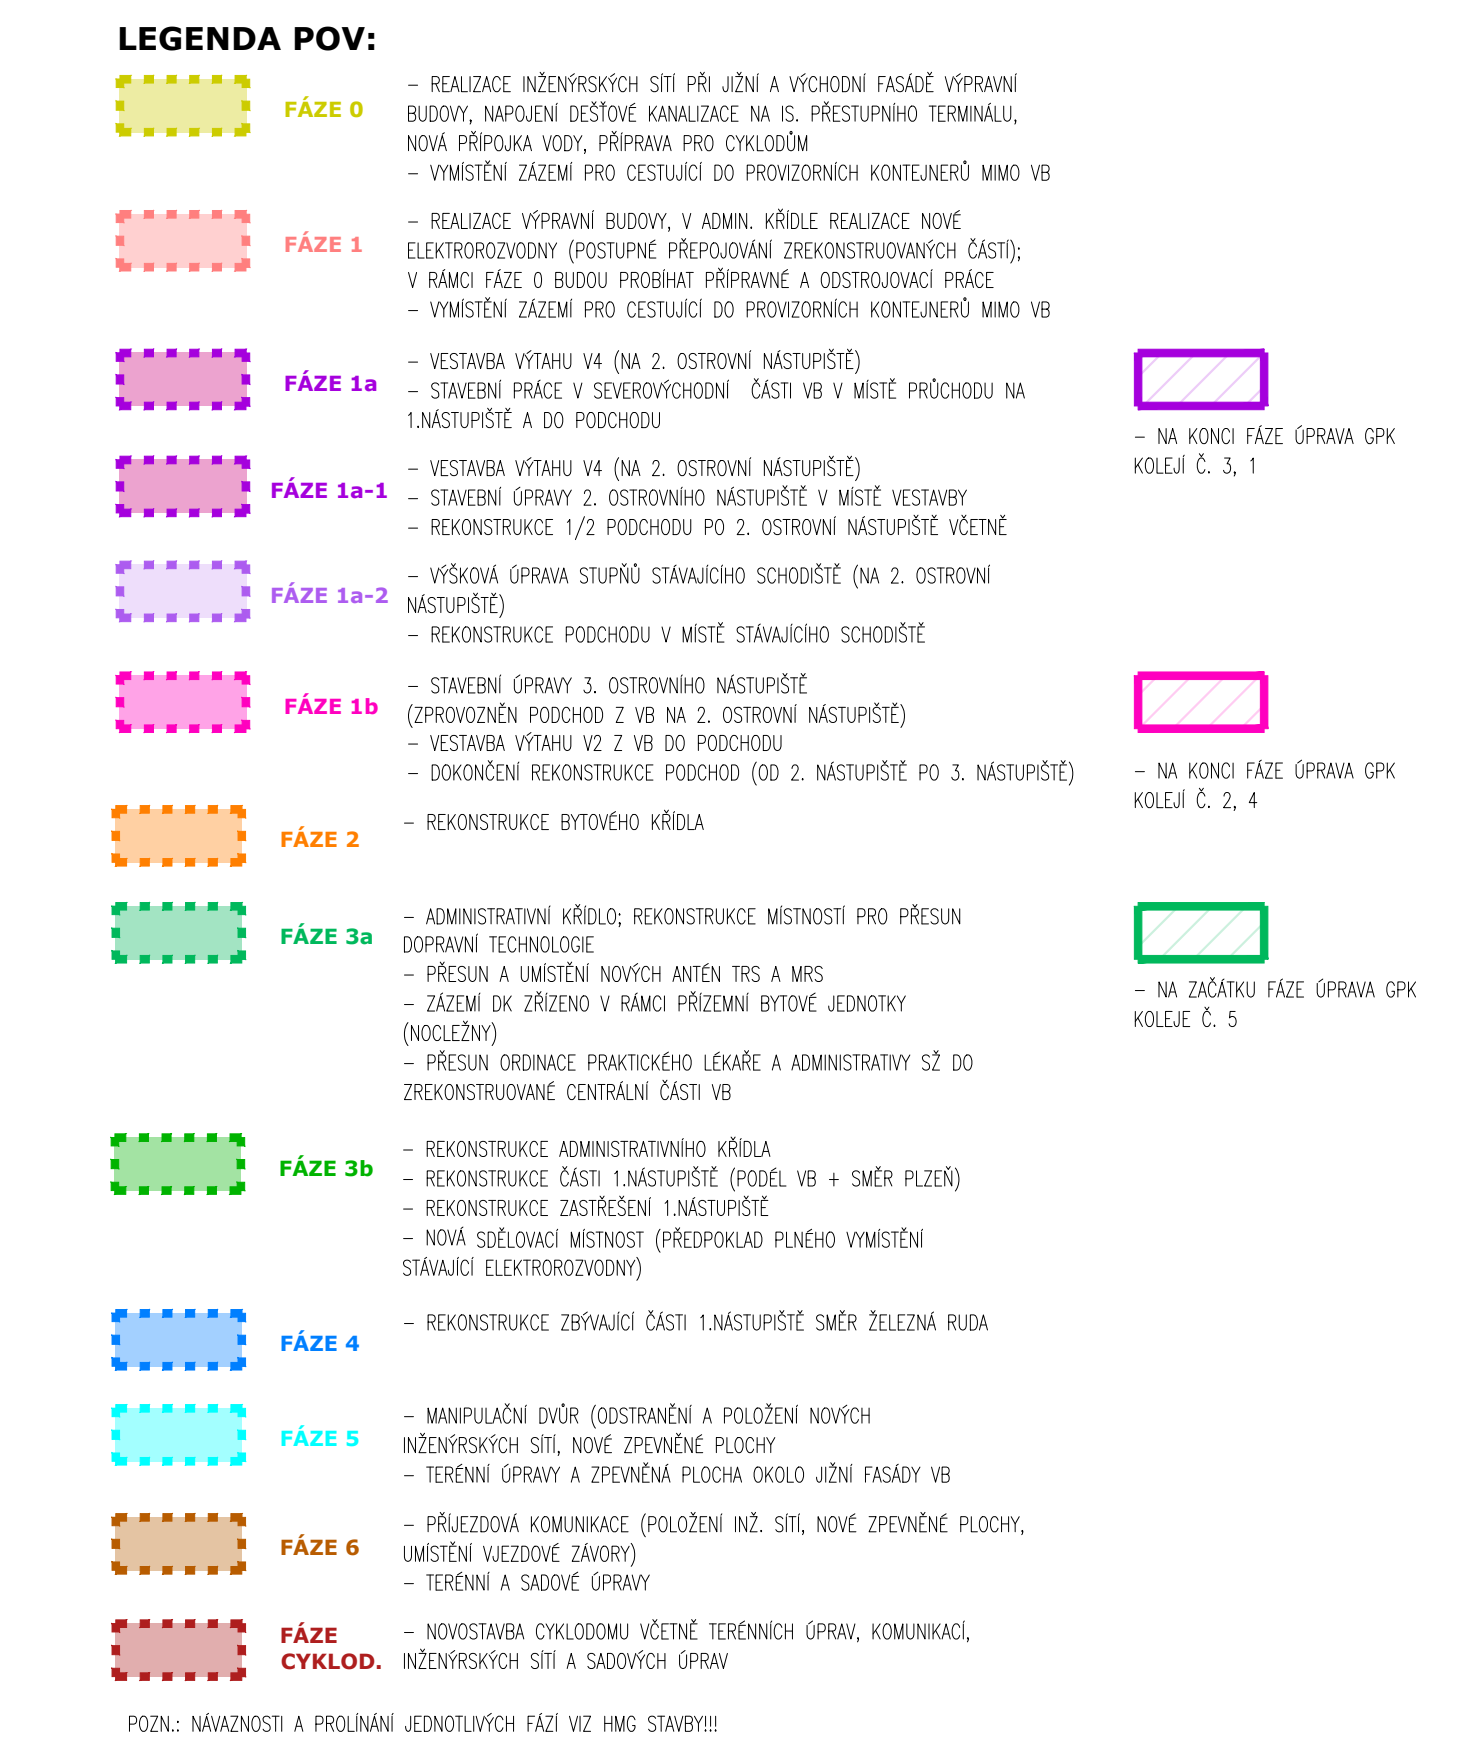 LEGENDA POV:
FÁZE 0
– REALIZACE INŽENÝRSKÝCH SÍTÍ PŘI JIŽNÍ A VÝCHODNÍ FASÁDĚ VÝPRAVNÍ
BUDOVY, NAPOJENÍ DEŠŤOVÉ KANALIZACE NA IS. PŘESTUPNÍHO TERMINÁLU,
NOVÁ PŘÍPOJKA VODY, PŘÍPRAVA PRO CYKLODŮM
– VYMÍSTĚNÍ ZÁZEMÍ PRO CESTUJÍCÍ DO PROVIZORNÍCH KONTEJNERŮ MIMO VB
FÁZE 1
– REALIZACE VÝPRAVNÍ BUDOVY, V ADMIN. KŘÍDLE REALIZACE NOVÉ
ELEKTROROZVODNY (POSTUPNÉ PŘEPOJOVÁNÍ ZREKONSTRUOVANÝCH ČÁSTÍ);
V RÁMCI FÁZE 0 BUDOU PROBÍHAT PŘÍPRAVNÉ A ODSTROJOVACÍ PRÁCE
– VYMÍSTĚNÍ ZÁZEMÍ PRO CESTUJÍCÍ DO PROVIZORNÍCH KONTEJNERŮ MIMO VB
FÁZE 1a
– VESTAVBA VÝTAHU V4 (NA 2. OSTROVNÍ NÁSTUPIŠTĚ)
– STAVEBNÍ PRÁCE V SEVEROVÝCHODNÍ ČÁSTI VB V MÍSTĚ PRŮCHODU NA
1.NÁSTUPIŠTĚ A DO PODCHODU
– NA KONCI FÁZE ÚPRAVA GPK
KOLEJÍ Č. 3, 1
FÁZE 1a-1
– VESTAVBA VÝTAHU V4 (NA 2. OSTROVNÍ NÁSTUPIŠTĚ)
– STAVEBNÍ ÚPRAVY 2. OSTROVNÍHO NÁSTUPIŠTĚ V MÍSTĚ VESTAVBY
– REKONSTRUKCE 1/2 PODCHODU PO 2. OSTROVNÍ NÁSTUPIŠTĚ VČETNĚ
FÁZE 1a-2
– VÝŠKOVÁ ÚPRAVA STUPŇŮ STÁVAJÍCÍHO SCHODIŠTĚ (NA 2. OSTROVNÍ
NÁSTUPIŠTĚ)
– REKONSTRUKCE PODCHODU V MÍSTĚ STÁVAJÍCÍHO SCHODIŠTĚ
FÁZE 1b
– STAVEBNÍ ÚPRAVY 3. OSTROVNÍHO NÁSTUPIŠTĚ
(ZPROVOZNĚN PODCHOD Z VB NA 2. OSTROVNÍ NÁSTUPIŠTĚ)
– VESTAVBA VÝTAHU V2 Z VB DO PODCHODU
– DOKONČENÍ REKONSTRUKCE PODCHOD (OD 2. NÁSTUPIŠTĚ PO 3. NÁSTUPIŠTĚ)
– NA KONCI FÁZE ÚPRAVA GPK
KOLEJÍ Č. 2, 4
FÁZE 2
– REKONSTRUKCE BYTOVÉHO KŘÍDLA
FÁZE 3a
– ADMINISTRATIVNÍ KŘÍDLO; REKONSTRUKCE MÍSTNOSTÍ PRO PŘESUN
DOPRAVNÍ TECHNOLOGIE
– PŘESUN A UMÍSTĚNÍ NOVÝCH ANTÉN TRS A MRS
– ZÁZEMÍ DK ZŘÍZENO V RÁMCI PŘÍZEMNÍ BYTOVÉ JEDNOTKY
(NOCLEŽNY)
– PŘESUN ORDINACE PRAKTICKÉHO LÉKAŘE A ADMINISTRATIVY SŽ DO
ZREKONSTRUOVANÉ CENTRÁLNÍ ČÁSTI VB
– NA ZAČÁTKU FÁZE ÚPRAVA GPK
KOLEJE Č. 5
FÁZE 3b
– REKONSTRUKCE ADMINISTRATIVNÍHO KŘÍDLA
– REKONSTRUKCE ČÁSTI 1.NÁSTUPIŠTĚ (PODÉL VB + SMĚR PLZEŇ)
– REKONSTRUKCE ZASTŘEŠENÍ 1.NÁSTUPIŠTĚ
– NOVÁ SDĚLOVACÍ MÍSTNOST (PŘEDPOKLAD PLNÉHO VYMÍSTĚNÍ
STÁVAJÍCÍ ELEKTROROZVODNY)
FÁZE 4
– REKONSTRUKCE ZBÝVAJÍCÍ ČÁSTI 1.NÁSTUPIŠTĚ SMĚR ŽELEZNÁ RUDA
FÁZE 5
– MANIPULAČNÍ DVŮR (ODSTRANĚNÍ A POLOŽENÍ NOVÝCH
INŽENÝRSKÝCH SÍTÍ, NOVÉ ZPEVNĚNÉ PLOCHY
– TERÉNNÍ ÚPRAVY A ZPEVNĚNÁ PLOCHA OKOLO JIŽNÍ FASÁDY VB
FÁZE 6
– PŘÍJEZDOVÁ KOMUNIKACE (POLOŽENÍ INŽ. SÍTÍ, NOVÉ ZPEVNĚNÉ PLOCHY,
UMÍSTĚNÍ VJEZDOVÉ ZÁVORY)
– TERÉNNÍ A SADOVÉ ÚPRAVY
FÁZE
CYKLOD.
– NOVOSTAVBA CYKLODOMU VČETNĚ TERÉNNÍCH ÚPRAV, KOMUNIKACÍ,
INŽENÝRSKÝCH SÍTÍ A SADOVÝCH ÚPRAV
POZN.: NÁVAZNOSTI A PROLÍNÁNÍ JEDNOTLIVÝCH FÁZÍ VIZ HMG STAVBY!!!